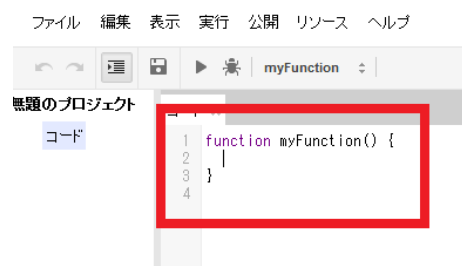 ファイル 編集 表示 実行 公開 リソース ヘルプ
myFunction
無題のプロジェクト
コード
1 function myFunction() {
2
3 }
4